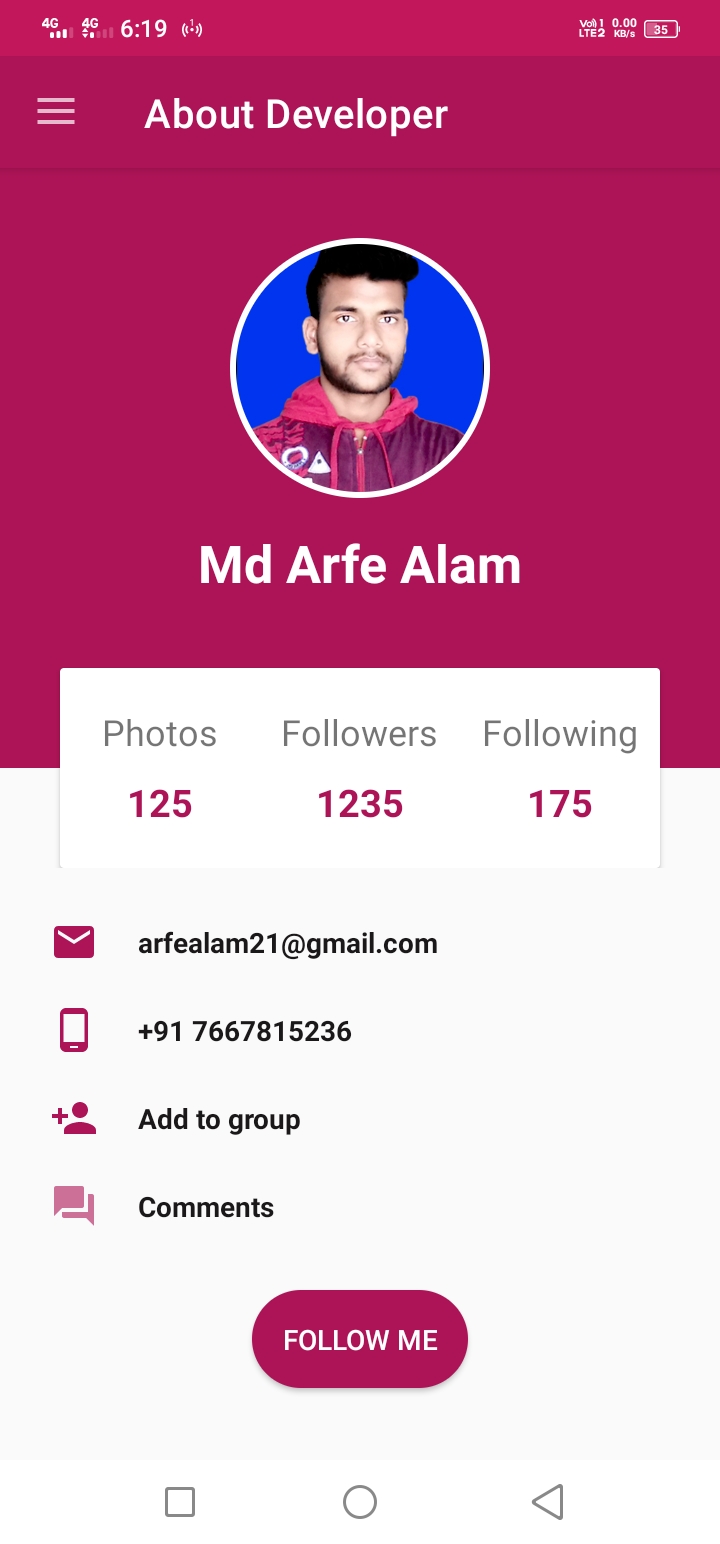 4G 4G 6:19 1 Vo) 1 LTE2 0.00 KB/s 35
About Developer
Md Arfe Alam
Photos Followers Following
125 1235 175
arfealam21@gmail.com
+91 7667815236
Add to group
Comments
FOLLOW ME